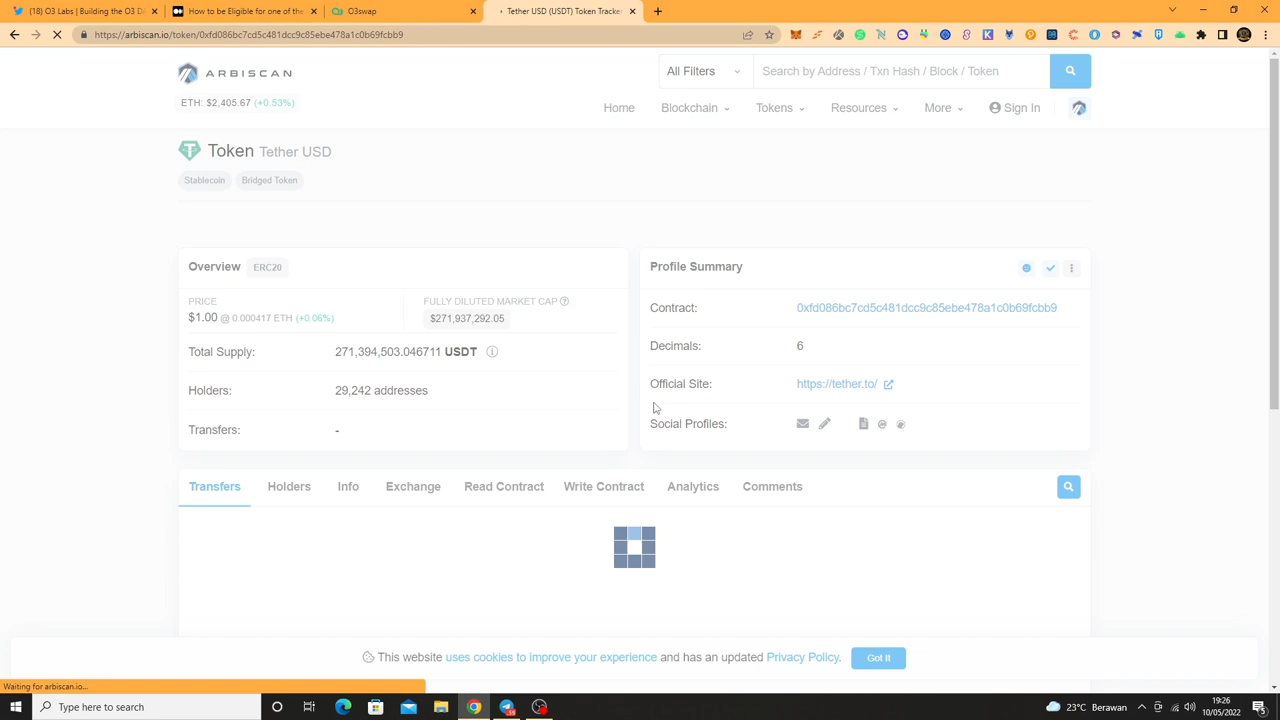 (18) O3 Labs | Building the O3 DA
How to be Eligible for one of the
O3swap
Tether USD (USDT) Token Tracke
https://arbiscan.io/token/0xfd086bc7cd5c481dcc9c85ebe478a1c0b69fcbb9
ARBISCAN
All Filters
Search by Address / Txn Hash / Block / Token
ETH: $2,405.67 (+0.53%)
Home
Blockchain
Tokens
Resources
More
Sign In
Token Tether USD
Stablecoin
Bridged Token
Overview ERC20
PRICE
$1.00 @ 0.000417 ETH (+0.06%)
FULLY DILUTED MARKET CAP
$271,937,292.05
Total Supply: 271,394,503.046711 USDT
Holders: 29,242 addresses
Transfers: -
Profile Summary
Contract: 0xfd086bc7cd5c481dcc9c85ebe478a1c0b69fcbb9
Decimals: 6
Official Site: https://tether.to/
Social Profiles:
Transfers
Holders
Info
Exchange
Read Contract
Write Contract
Analytics
Comments
This website uses cookies to improve your experience and has an updated Privacy Policy.
Got It
Waiting for arbiscan.io...
Type here to search
23°C Berawan
19:26
10/05/2022